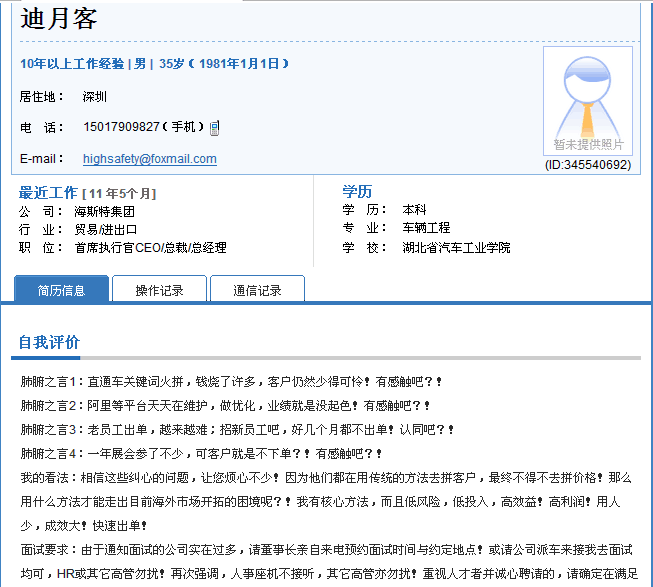 迪月客
10年以上工作经验 | 男 | 35岁（1981年1月1日）
居住地： 深圳
电 话： 15017909827（手机）
E-mail： highsafety@foxmail.com
暂未提供照片
(ID:345540692)
最近工作 [ 11 年5个月]
公 司： 海斯特集团
行 业： 贸易/进出口
职 位： 首席执行官CEO/总裁/总经理
学历
学 历： 本科
专 业： 车辆工程
学 校： 湖北省汽车工业学院
简历信息 操作记录 通信记录
自我评价
肺腑之言1：直通车关键词火拼，钱烧了许多，客户仍然少得可怜！有感触吧？！
肺腑之言2：阿里等平台天天在维护，做优化，业绩就是没起色！有感触吧？！
肺腑之言3：老员工出单，越来越难；招新员工吧，好几个月都不出单！认同吧？！
肺腑之言4：一年展会参了不少，可客户就是不下单？！有感触吧？！
我的看法：相信这些纠心的问题，让您烦心不少！因为他们都在用传统的方法去拼客户，最终不得不去拼价格！那么
用什么方法才能走出目前海外市场开拓的困境呢？！我有核心方法，而且低风险，低投入，高效益！高利润！用人
少，成效大！快速出单！
面试要求：由于通知面试的公司实在过多，请董事长亲自来电预约面试时间与约定地点！或请公司派车来接我去面试
均可，HR或其它高管勿扰！再次强调，人事座机不接听，其它高管亦勿扰！重视人才者并诚心聘请的，请确定在满足